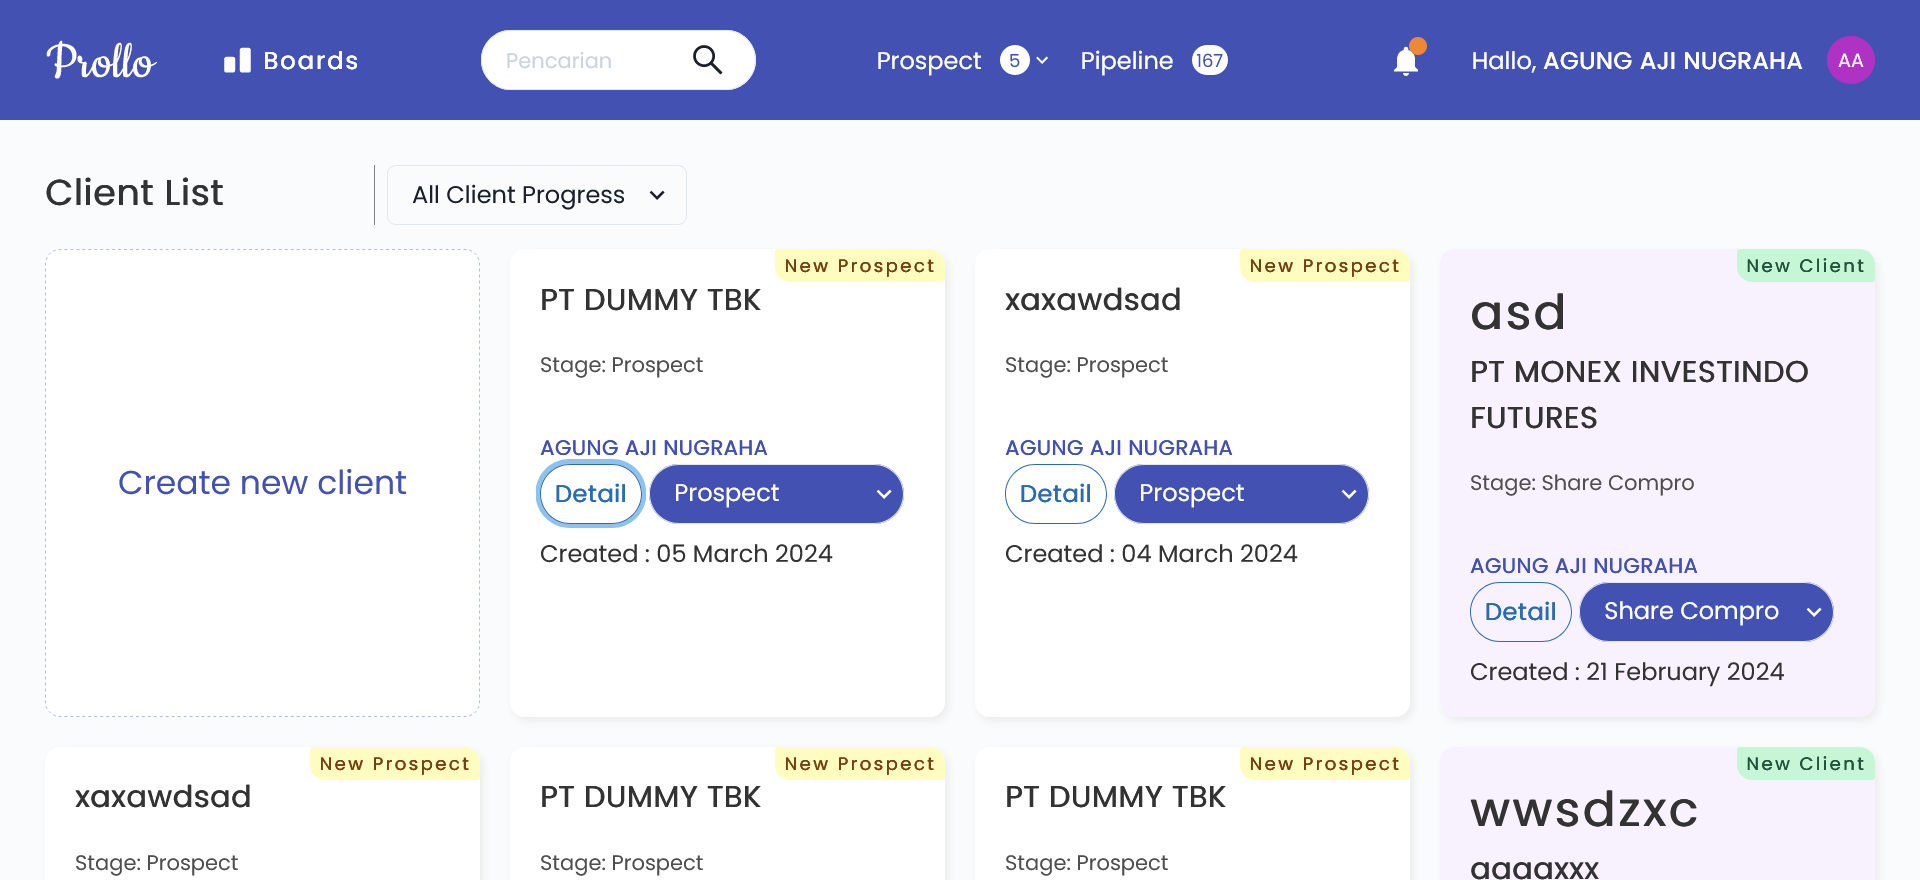 Prollo
Boards
Pencarian
Prospect 5
Pipeline 167
Hallo, AGUNG AJI NUGRAHA
AA
Client List
All Client Progress
Create new client
New Prospect
PT DUMMY TBK
Stage: Prospect
AGUNG AJI NUGRAHA
Detail
Prospect
Created : 05 March 2024
New Prospect
xaxawdsad
Stage: Prospect
AGUNG AJI NUGRAHA
Detail
Prospect
Created : 04 March 2024
New Client
asd
PT MONEX INVESTINDO
FUTURES
Stage: Share Compro
AGUNG AJI NUGRAHA
Detail
Share Compro
Created : 21 February 2024
New Prospect
xaxawdsad
Stage: Prospect
New Prospect
PT DUMMY TBK
Stage: Prospect
New Prospect
PT DUMMY TBK
Stage: Prospect
New Client
wwsdzxc